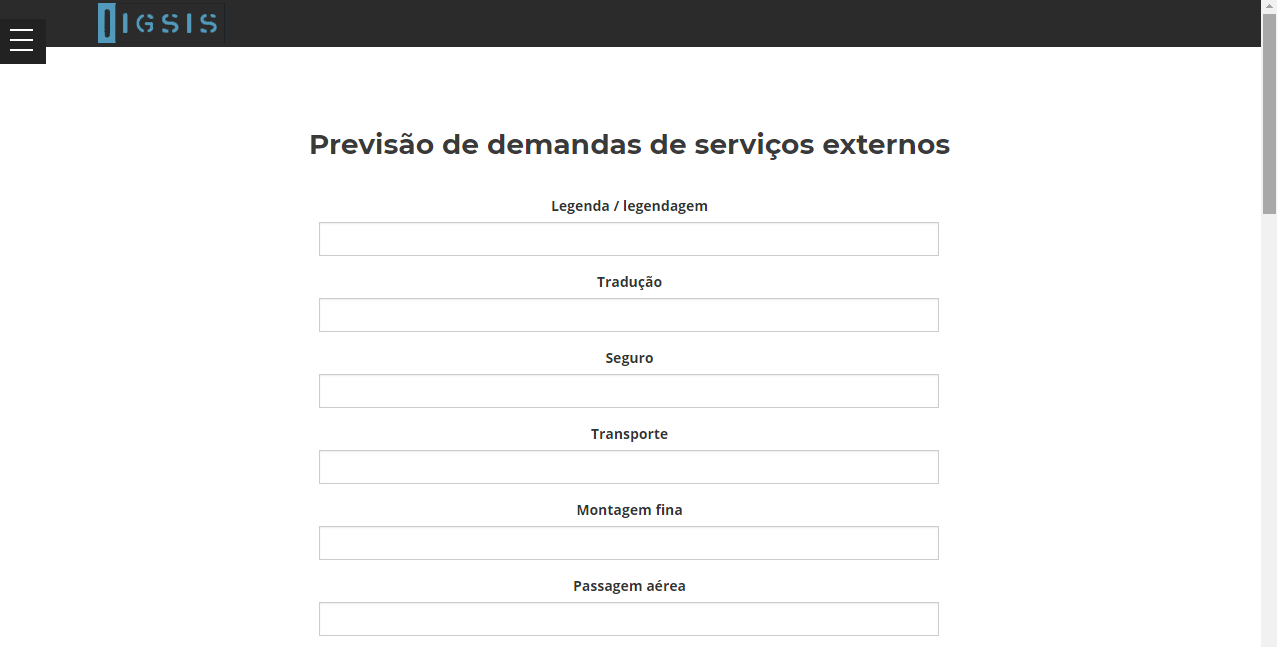 IGSIS
Previsão de demandas de serviços externos
Legenda / legendagem
Tradução
Seguro
Transporte
Montagem fina
Passagem aérea